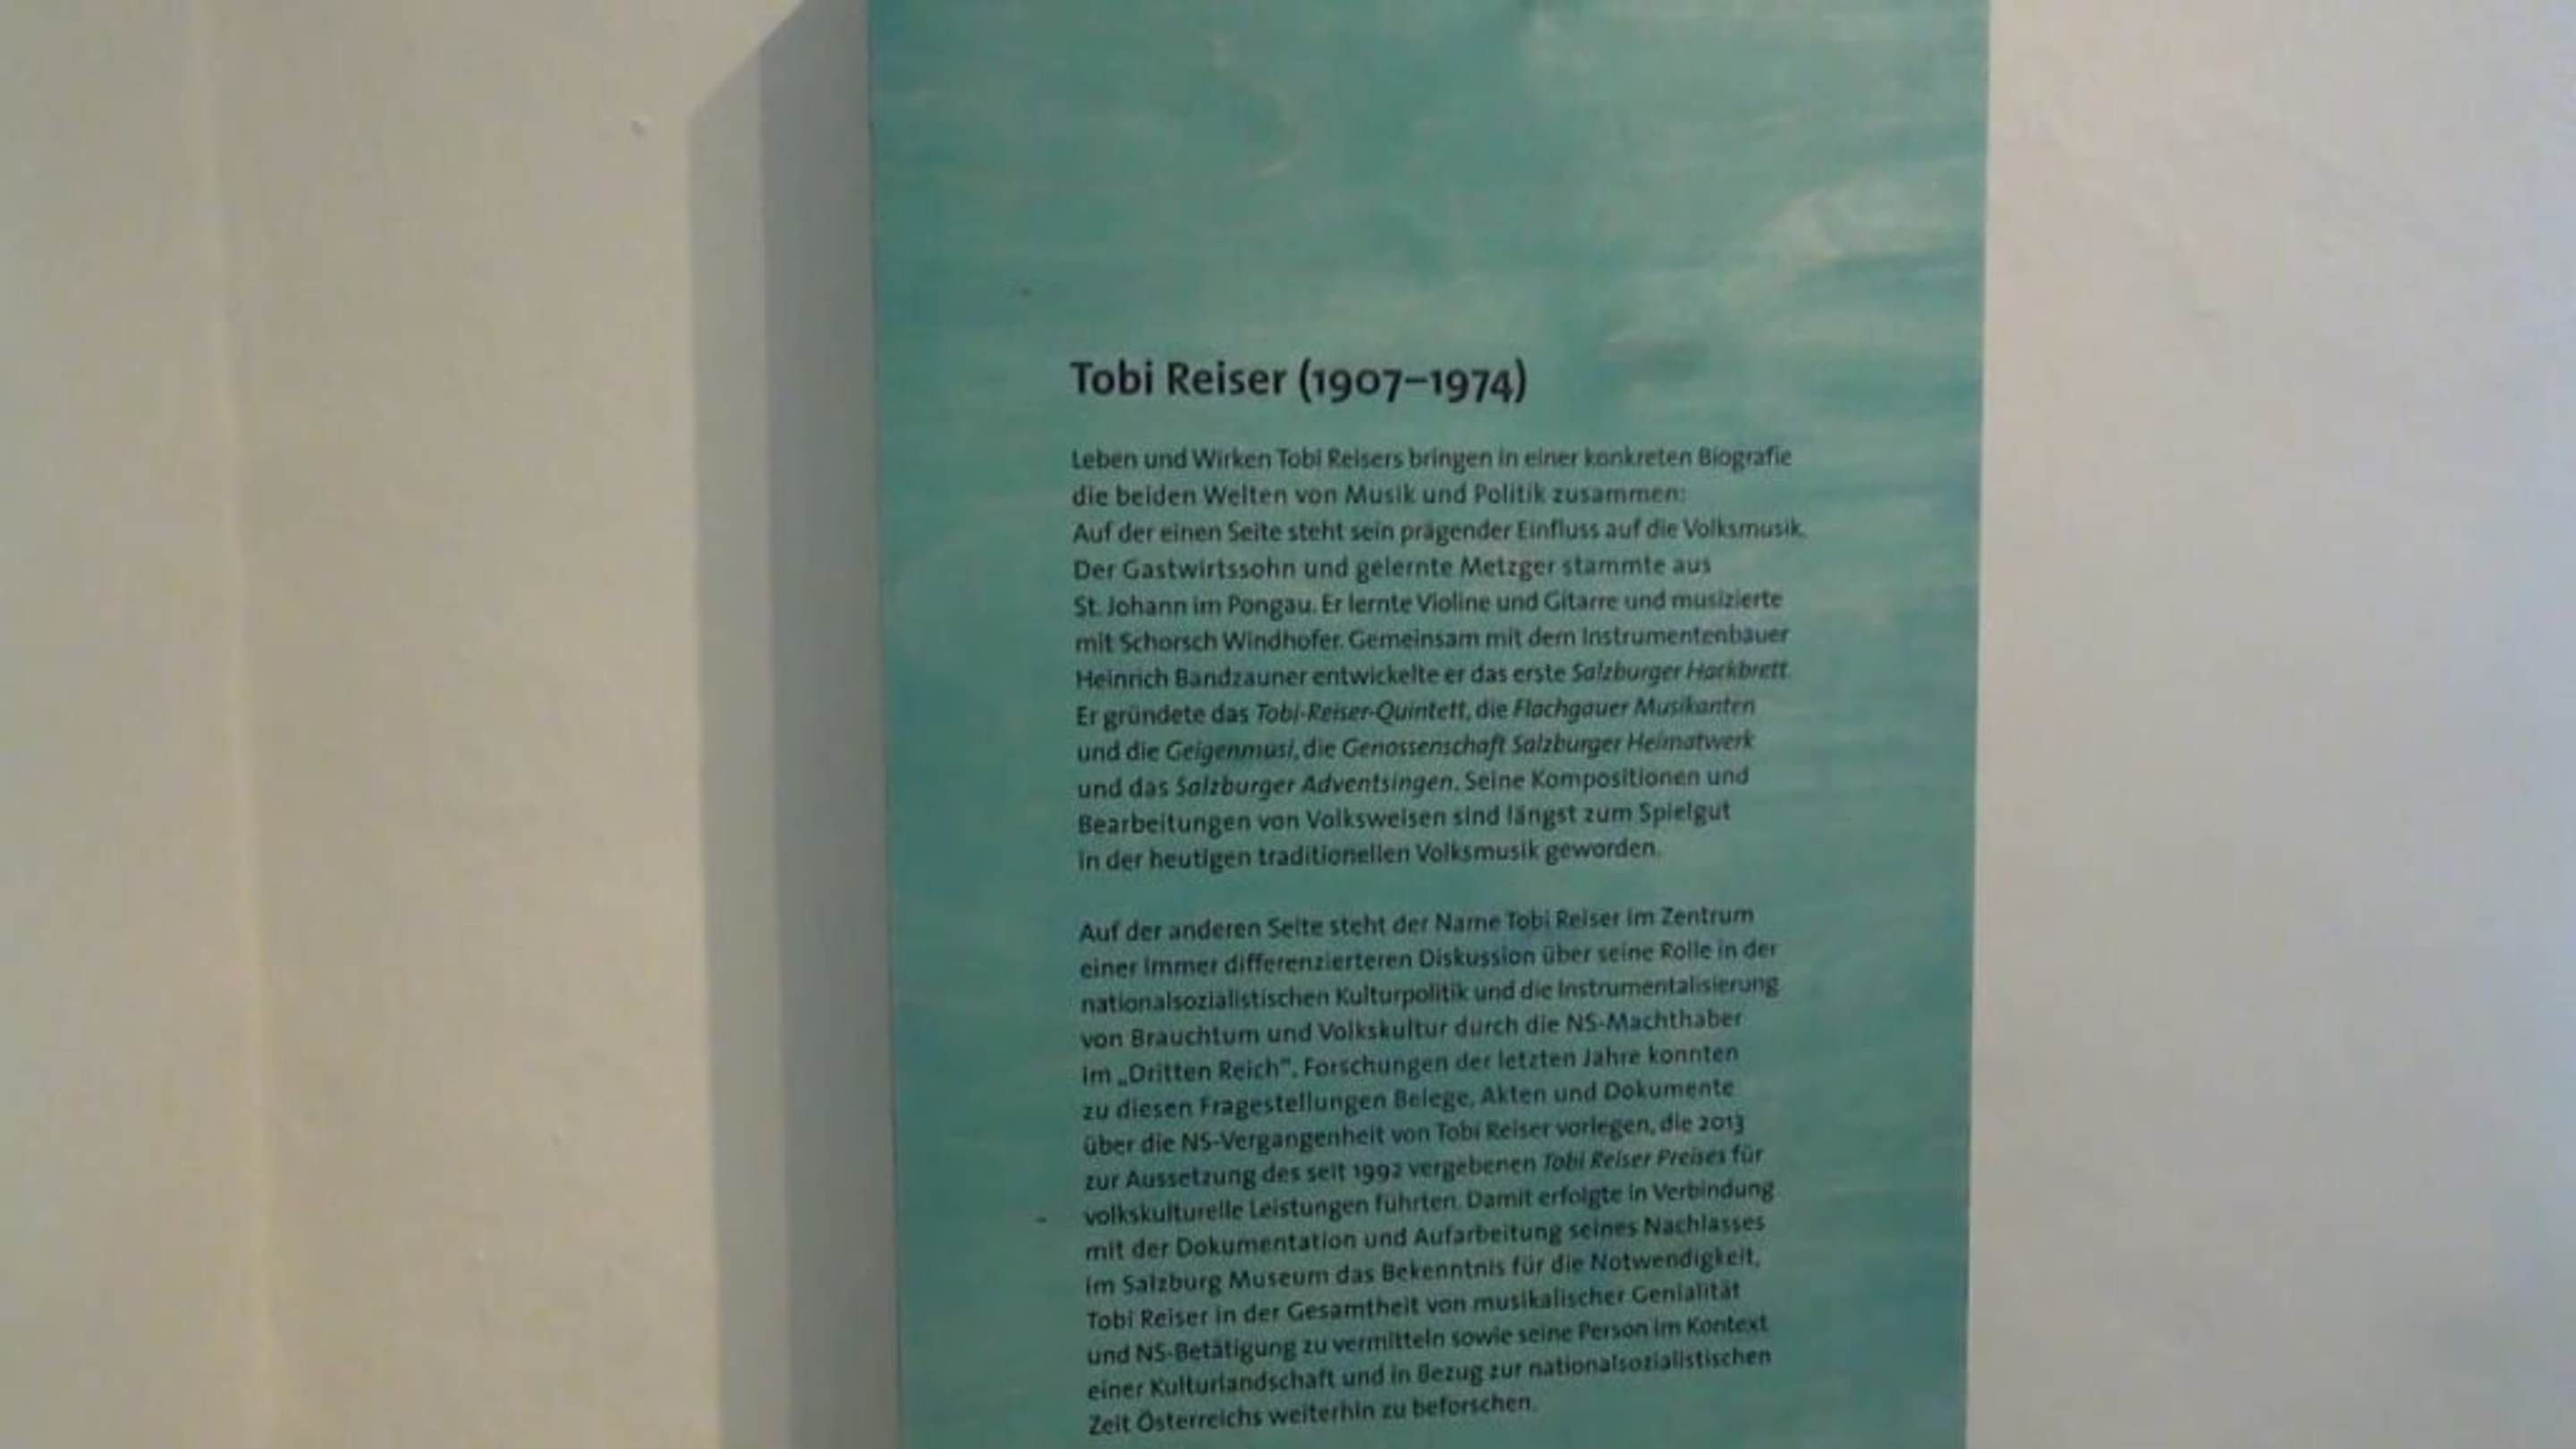 Tobi Reiser (1907–1974)
Leben und Wirken Tobi Reisers bringen in einer konkreten Biografie
die beiden Welten von Musik und Politik zusammen:
Auf der einen Seite steht sein prägender Einfluss auf die Volksmusik.
Der Gastwirtssohn und gelernte Metzger stammte aus
St. Johann im Pongau. Er lernte Violine und Gitarre und musizierte
mit Schorsch Windhofer. Gemeinsam mit dem Instrumentenbauer
Heinrich Bandzauner entwickelte er das erste Salzburger Hackbrett.
Er gründete das Tobi-Reiser-Quintett, die Flachgauer Musikanten
und die Geigenmusi, die Genossenschaft Salzburger Heimatwerk
und das Salzburger Adventsingen. Seine Kompositionen und
Bearbeitungen von Volksweisen sind längst zum Spielgut
in der heutigen traditionellen Volksmusik geworden.
Auf der anderen Seite steht der Name Tobi Reiser im Zentrum
einer immer differenzierteren Diskussion über seine Rolle in der
nationalsozialistischen Kulturpolitik und die Instrumentalisierung
von Brauchtum und Volkskultur durch die NS-Machthaber
im „Dritten Reich“. Forschungen der letzten Jahre konnten
zu diesen Fragestellungen Belege, Akten und Dokumente
über die NS-Vergangenheit von Tobi Reiser vorlegen, die 2013
zur Aussetzung des seit 1992 vergebenen Tobi Reiser Preises für
volkskulturelle Leistungen führten. Damit erfolgte in Verbindung
mit der Dokumentation und Aufarbeitung seines Nachlasses
im Salzburg Museum das Bekenntnis für die Notwendigkeit,
Tobi Reiser in der Gesamtheit von musikalischer Genialität
und NS-Betätigung zu vermitteln sowie seine Person im Kontext
einer Kulturlandschaft und in Bezug zur nationalsozialistischen
Zeit Österreichs weiterhin zu beforschen.